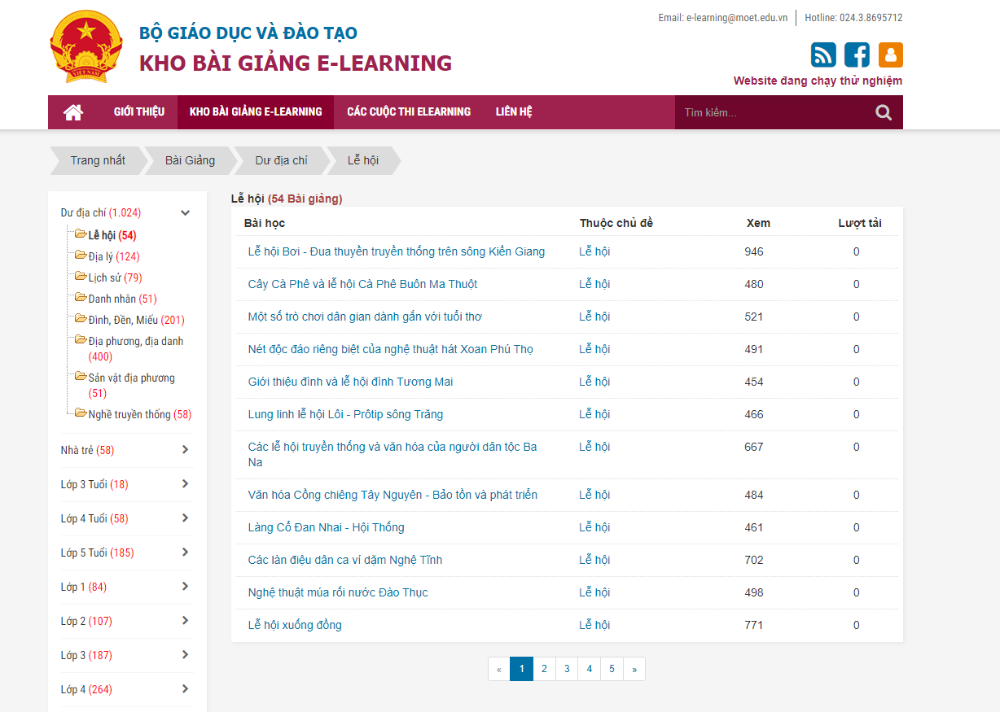 Email: e-learning@moet.edu.vn
Hotline: 024.3.8695712
BỘ GIÁO DỤC VÀ ĐÀO TẠO
KHO BÀI GIẢNG E-LEARNING
VIỆT NAM
Website đang chạy thử nghiệm
GIỚI THIỆU
KHO BÀI GIẢNG E-LEARNING
CÁC CUỘC THI ELEARNING
LIÊN HỆ
Tìm kiếm...
Trang nhất
Bài Giảng
Dư địa chí
Lễ hội
Dư địa chí (1.024)
Lễ hội (54)
Địa lý (124)
Lịch sử (79)
Danh nhân (51)
Đình, Đền, Miếu (201)
Địa phương, địa danh
(400)
Sản vật địa phương
(51)
Nghề truyền thống (58)
Nhà trẻ (58)
Lớp 3 Tuổi (18)
Lớp 4 Tuổi (58)
Lớp 5 Tuổi (185)
Lớp 1 (84)
Lớp 2 (107)
Lớp 3 (187)
Lớp 4 (264)
Lễ hội (54 Bài giảng)
Bài học Thuộc chủ đề Xem Lượt tải
Lễ hội Bơi - Đua thuyền truyền thống trên sông Kiến Giang Lễ hội 946 0
Cây Cà Phê và lễ hội Cà Phê Buôn Ma Thuột Lễ hội 480 0
Một số trò chơi dân gian dành gắn với tuổi thơ Lễ hội 521 0
Nét độc đáo riêng biệt của nghệ thuật hát Xoan Phú Thọ Lễ hội 491 0
Giới thiệu đình và lễ hội đình Tương Mai Lễ hội 454 0
Lung linh lễ hội Lôi - Prôtip sông Trăng Lễ hội 466 0
Các lễ hội truyền thống và văn hóa của người dân tộc Ba Lễ hội 667 0
Na
Văn hóa Cồng chiêng Tây Nguyên - Bảo tồn và phát triển Lễ hội 484 0
Làng Cổ Đan Nhai - Hội Thống Lễ hội 461 0
Các làn điệu dân ca ví dặm Nghệ Tĩnh Lễ hội 702 0
Nghệ thuật múa rối nước Đào Thục Lễ hội 498 0
Lễ hội xuống đồng Lễ hội 771 0
« 1 2 3 4 5 »